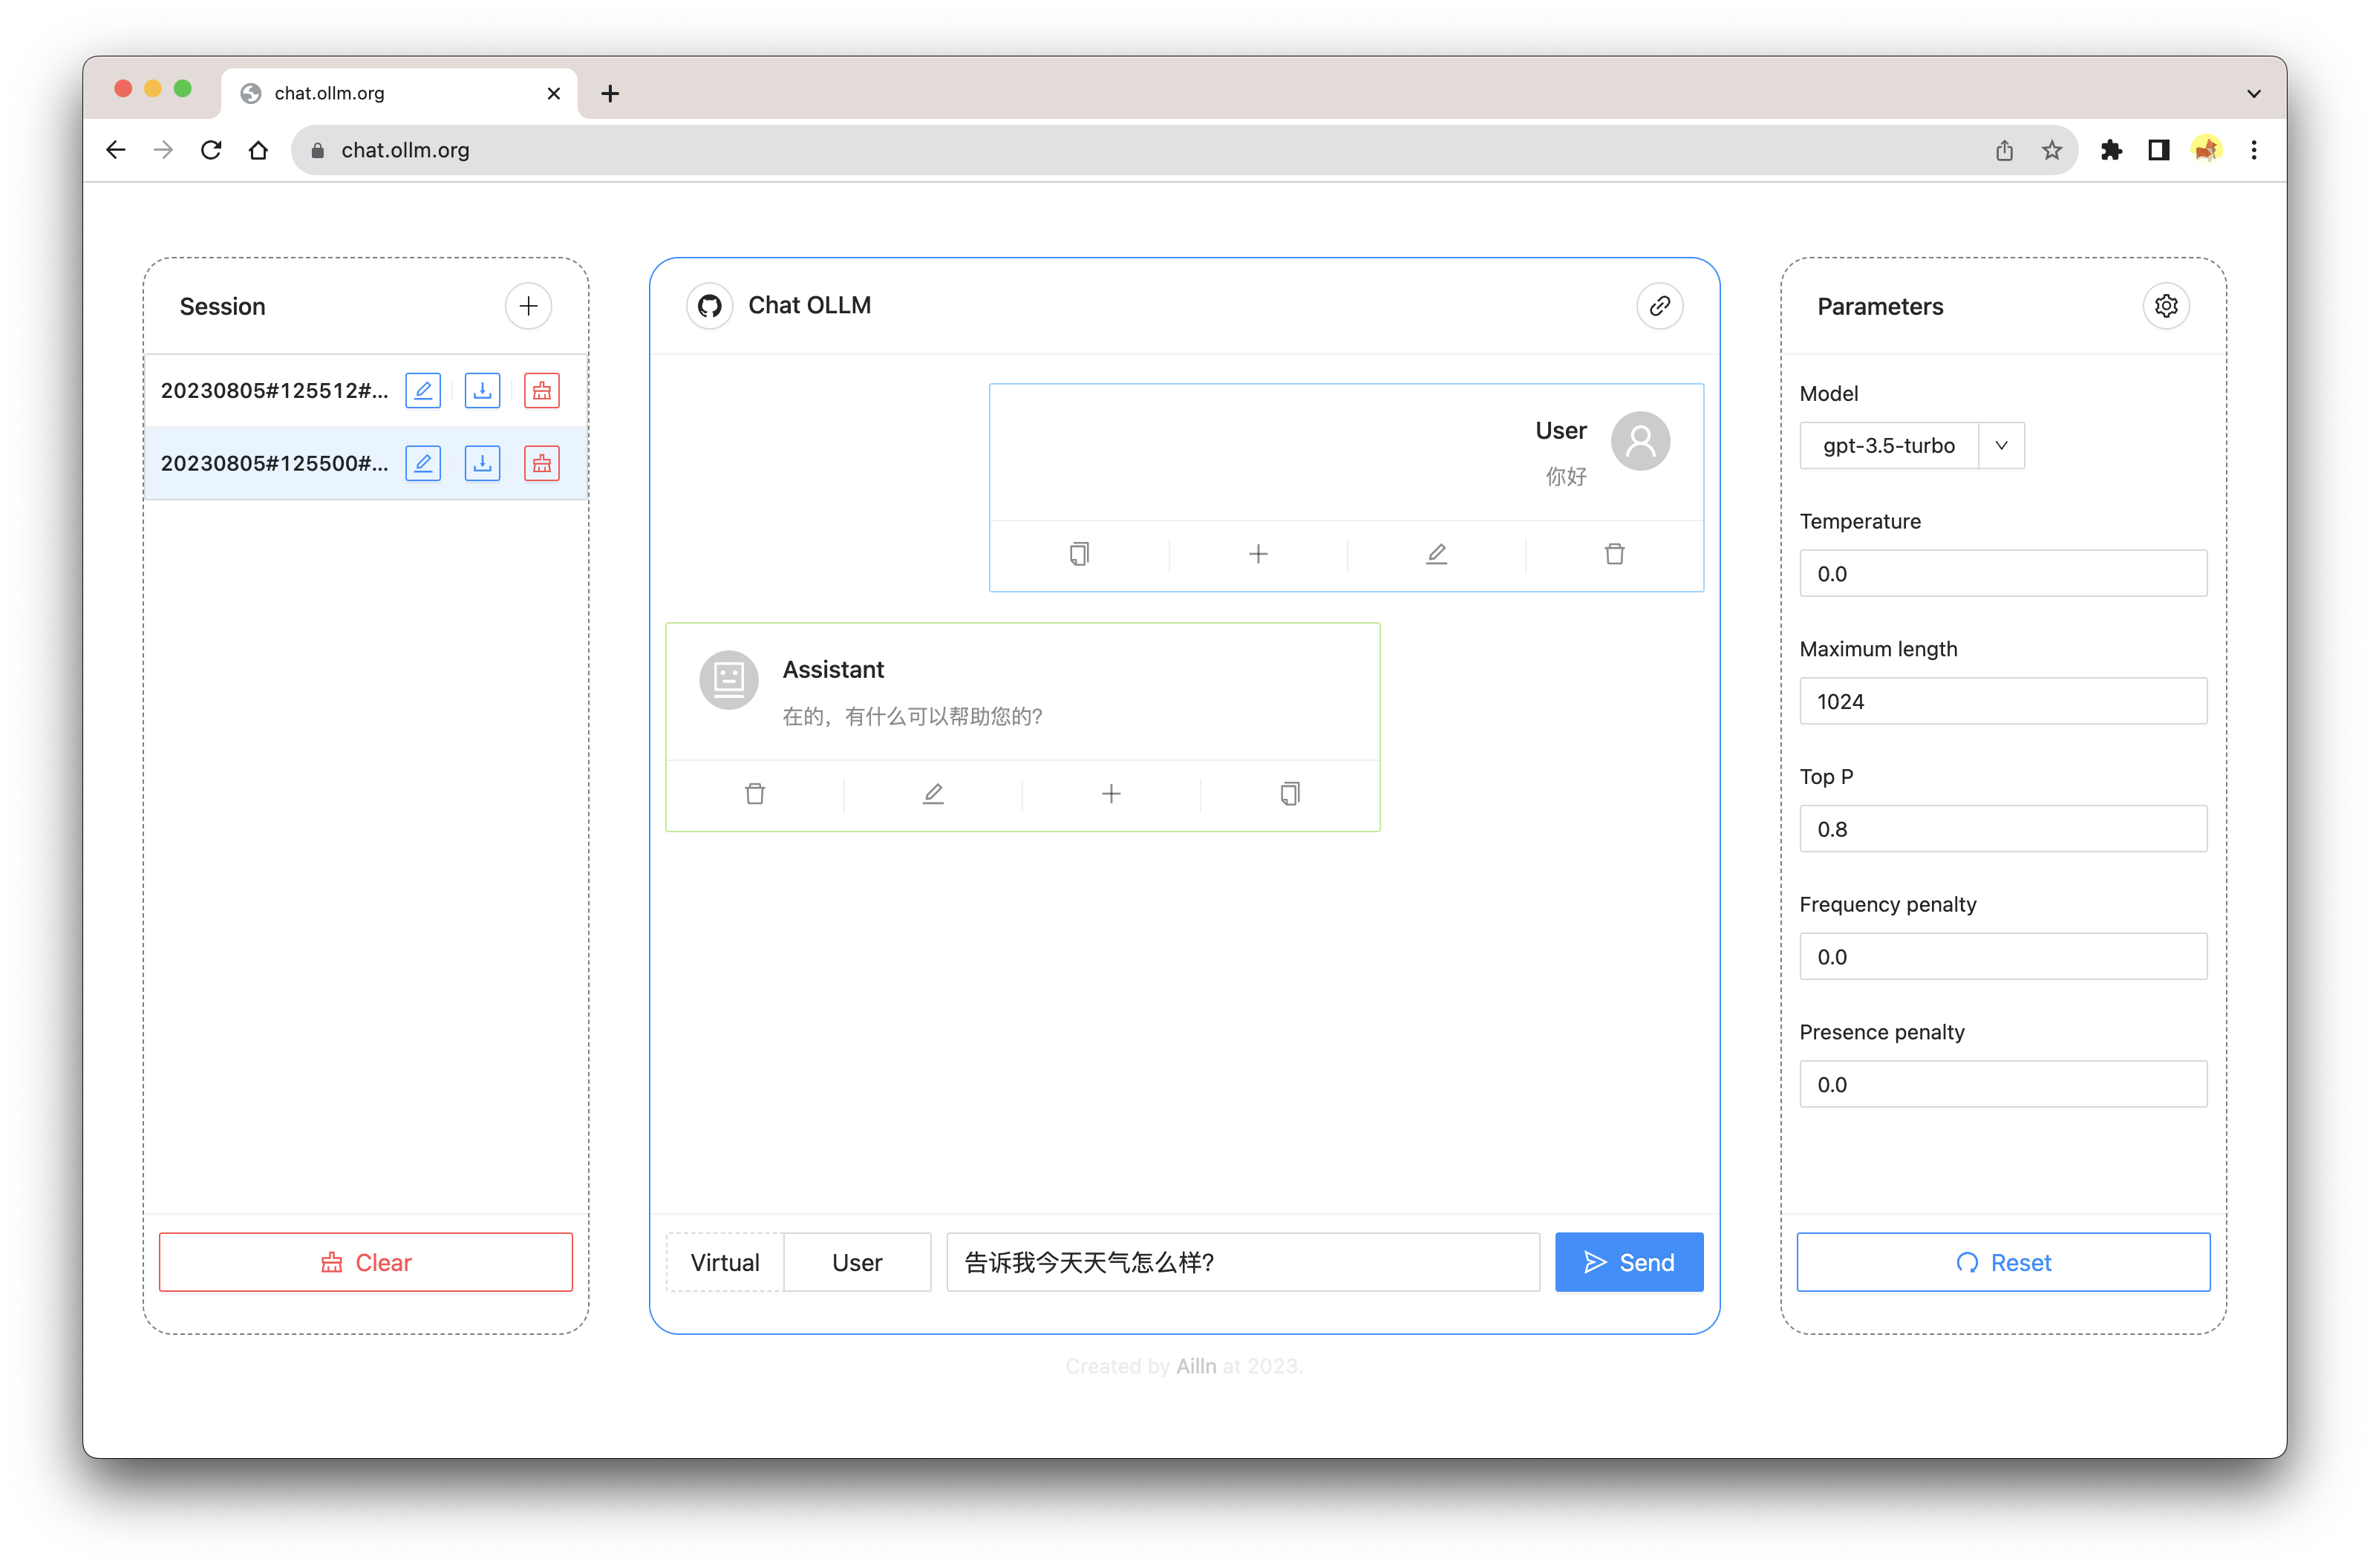 chat.ollm.org
chat.ollm.org
Session
20230805#125512#...
20230805#125500#...
Clear
Chat OLLM
User
你好
Assistant
在的，有什么可以帮助您的?
Virtual
User
告诉我今天天气怎么样?
Send
Parameters
Model
gpt-3.5-turbo
Temperature
0.0
Maximum length
1024
Top P
0.8
Frequency penalty
0.0
Presence penalty
0.0
Reset
Created by Ailln at 2023.